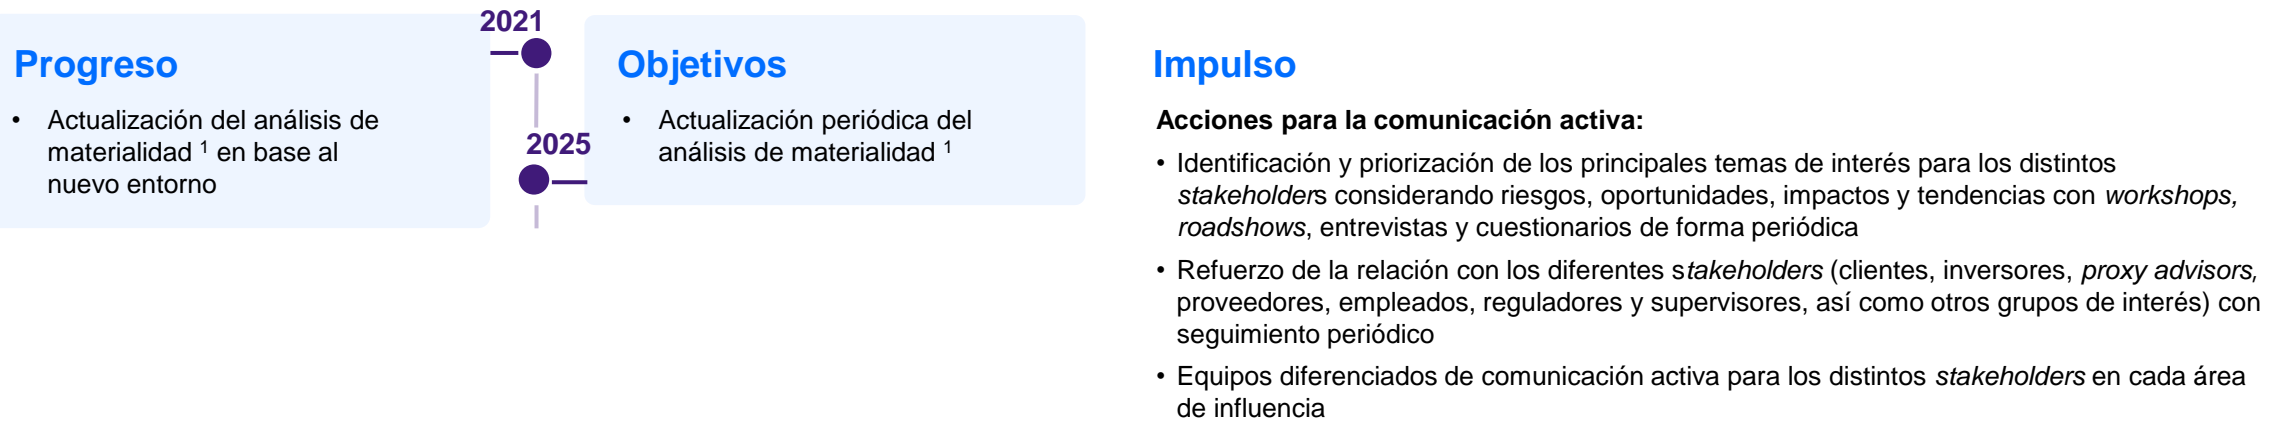 2021
Progreso
• Actualización del análisis de
materialidad ¹ en base al
nuevo entorno
2025
Objetivos
• Actualización periódica del
análisis de materialidad ¹
Impulso
Acciones para la comunicación activa:
• Identificación y priorización de los principales temas de interés para los distintos
stakeholders considerando riesgos, oportunidades, impactos y tendencias con workshops,
roadshows, entrevistas y cuestionarios de forma periódica
• Refuerzo de la relación con los diferentes stakeholders (clientes, inversores, proxy advisors,
proveedores, empleados, reguladores y supervisores, así como otros grupos de interés) con
seguimiento periódico
• Equipos diferenciados de comunicación activa para los distintos stakeholders en cada área
de influencia